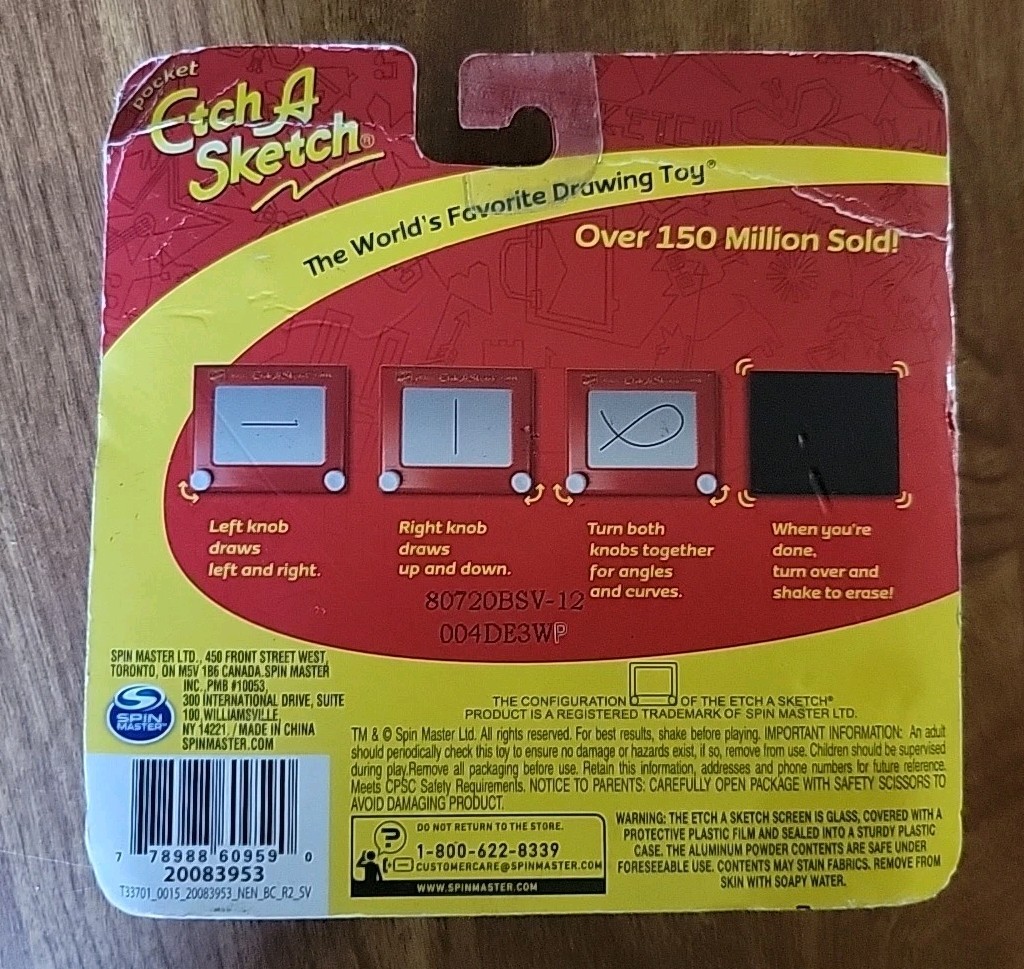 pocket
Etch A
Sketch®
The World's Favorite Drawing Toy®
Over 150 Million Sold!
Left knob
draws
left and right.
Right knob
draws
up and down.
Turn both
knobs together
for angles
and curves.
When you're
done,
turn over and
shake to erase!
80720BSV-12
004DE3WP
SPIN MASTER LTD., 450 FRONT STREET WEST,
TORONTO, ON M5V 1B6 CANADA.SPIN MASTER
INC.,PMB #10053,
300 INTERNATIONAL DRIVE, SUITE
100,WILLIAMSVILLE,
NY 14221, /MADE IN CHINA
SPINMASTER.COM
SPIN
MASTER™
THE CONFIGURATION OF THE ETCH A SKETCH®
PRODUCT IS A REGISTERED TRADEMARK OF SPIN MASTER LTD.
TM & © Spin Master Ltd. All rights reserved. For best results, shake before playing. IMPORTANT INFORMATION: An adult
should periodically check this toy to ensure no damage or hazards exist, if so, remove from use. Children should be supervised
during play.Remove all packaging before use. Retain this information, addresses and phone numbers for future reference.
Meets CPSC Safety Requirements. NOTICE TO PARENTS: CAREFULLY OPEN PACKAGE WITH SAFETY SCISSORS TO
AVOID DAMAGING PRODUCT.
7 78988 60959 0
20083953
T33701_0015_20083953_NEN_BC_R2_SV
?
DO NOT RETURN TO THE STORE.
1-800-622-8339
CUSTOMERCARE@SPINMASTER.COM
WWW.SPINMASTER.COM
WARNING: THE ETCH A SKETCH SCREEN IS GLASS, COVERED WITH A
PROTECTIVE PLASTIC FILM AND SEALED INTO A STURDY PLASTIC
CASE. THE ALUMINUM POWDER CONTENTS ARE SAFE UNDER
FORESEEABLE USE. CONTENTS MAY STAIN FABRICS. REMOVE FROM
SKIN WITH SOAPY WATER.